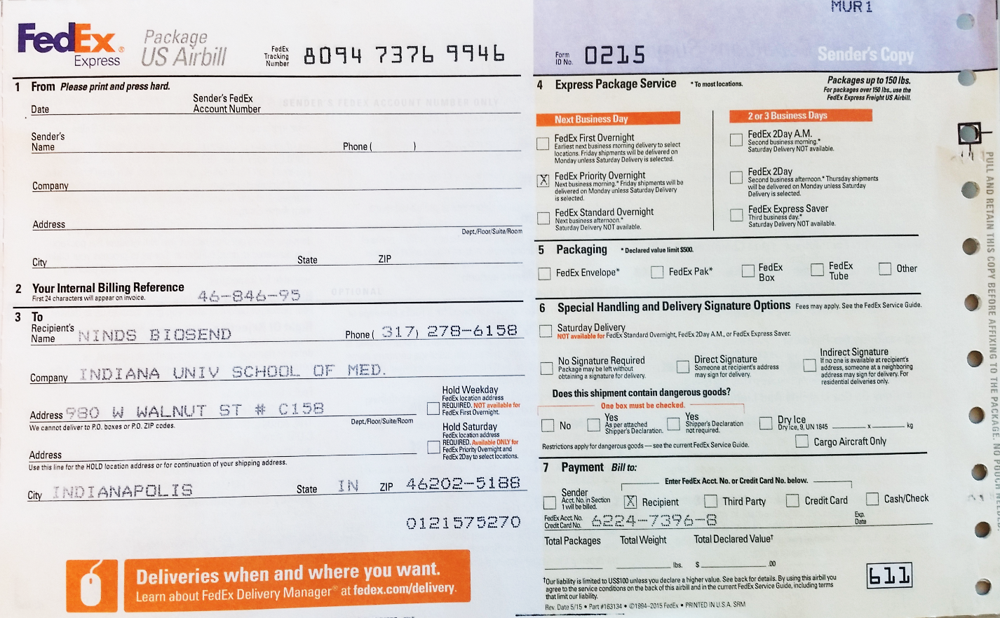 MUR1
FedEx Express
Package
US Airbill
FedEx
Tracking
Number
8094 7376 9946
Form
ID No.
0215
Sender's Copy
1 From Please print and press hard.
Date
Sender's FedEx
Account Number
SENDER'S FEDEX ACCOUNT NUMBER ONLY
Sender's
Name
Phone ( )
Company
Address
Dept./Floor/Suite/Room
City State ZIP
2 Your Internal Billing Reference
First 24 characters will appear on invoice.
46-846-95
OPTIONAL
3 To
Recipient's
Name NINDS BIOSEND Phone ( 317 ) 278-6158
Company INDIANA UNIV SCHOOL OF MED.
Address 980 W WALNUT ST # C158
We cannot deliver to P.O. boxes or P.O. ZIP codes.
Dept./Floor/Suite/Room
Address
Use this line for the HOLD location address or for continuation of your shipping address.
Hold Weekday
FedEx location address
REQUIRED. NOT available for
FedEx First Overnight.
Hold Saturday
FedEx location address
REQUIRED. Available ONLY for
FedEx Priority Overnight and
FedEx 2Day to select locations.
City INDIANAPOLIS State IN ZIP 46202-5188
0121575270
Deliveries when and where you want.
Learn about FedEx Delivery Manager® at fedex.com/delivery.
4 Express Package Service * To most locations.
Packages up to 150 lbs.
For packages over 150 lbs., use the
FedEx Express Freight US Airbill.
Next Business Day
FedEx First Overnight
Earliest next business morning delivery to select
locations. Friday shipments will be delivered on
Monday unless Saturday Delivery is selected.
X FedEx Priority Overnight
Next business morning.* Friday shipments will be
delivered on Monday unless Saturday Delivery
is selected.
FedEx Standard Overnight
Next business afternoon.*
Saturday Delivery NOT available.
2 or 3 Business Days
FedEx 2Day A.M.
Second business morning.*
Saturday Delivery NOT available.
FedEx 2Day
Second business afternoon.* Thursday shipments
will be delivered on Monday unless Saturday
Delivery is selected.
FedEx Express Saver
Third business day.*
Saturday Delivery NOT available.
5 Packaging * Declared value limit $500.
FedEx Envelope*
FedEx Pak*
FedEx
Box
FedEx
Tube
Other
6 Special Handling and Delivery Signature Options Fees may apply. See the FedEx Service Guide.
Saturday Delivery
NOT available for FedEx Standard Overnight, FedEx 2Day A.M., or FedEx Express Saver.
No Signature Required
Package may be left without
obtaining a signature for delivery.
Direct Signature
Someone at recipient's address
may sign for delivery.
Indirect Signature
If no one is available at recipient's
address, someone at a neighboring
address may sign for delivery. For
residential deliveries only.
Does this shipment contain dangerous goods?
One box must be checked.
No
Yes
As per attached
Shipper's Declaration.
Yes
Shipper's Declaration
not required.
Dry Ice
Dry Ice, 9, UN 1845 x kg
Restrictions apply for dangerous goods — see the current FedEx Service Guide.
Cargo Aircraft Only
7 Payment Bill to:
Enter FedEx Acct. No. or Credit Card No. below.
Sender
Acct. No. in Section
1 will be billed.
X Recipient
Third Party
Credit Card
Cash/Check
FedEx Acct. No.
Credit Card No.
6224-7396-8
Exp.
Date
Total Packages Total Weight Total Declared Value†
lbs. $ .00
†Our liability is limited to US$100 unless you declare a higher value. See back for details. By using this airbill you
agree to the service conditions on the back of this airbill and in the current FedEx Service Guide, including terms
that limit our liability.
Rev. Date 5/15 • Part #163134 • ©1994–2015 FedEx • PRINTED IN U.S.A. SRM
611
PULL AND RETAIN THIS COPY BEFORE AFFIXING TO THE PACKAGE. NO POUCH NEEDED.